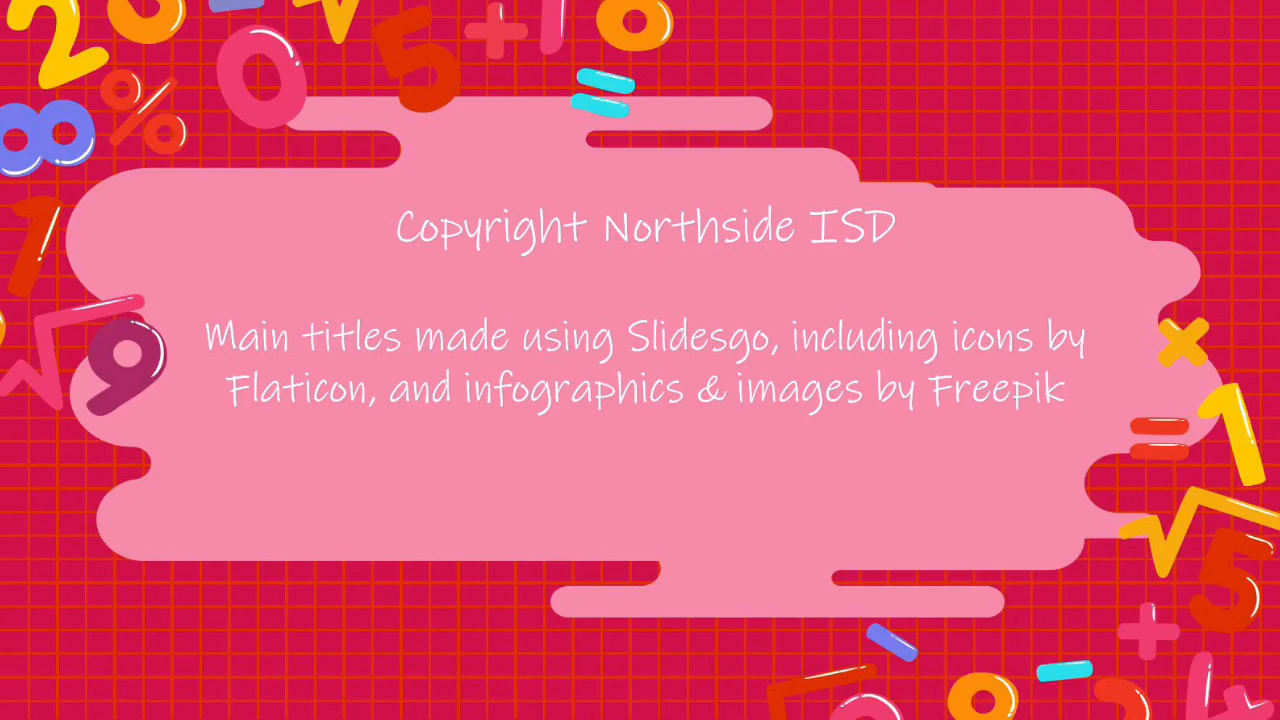 Copyright Northside ISD
Main titles made using Slidesgo, including icons by
Flaticon, and infographics & images by Freepik